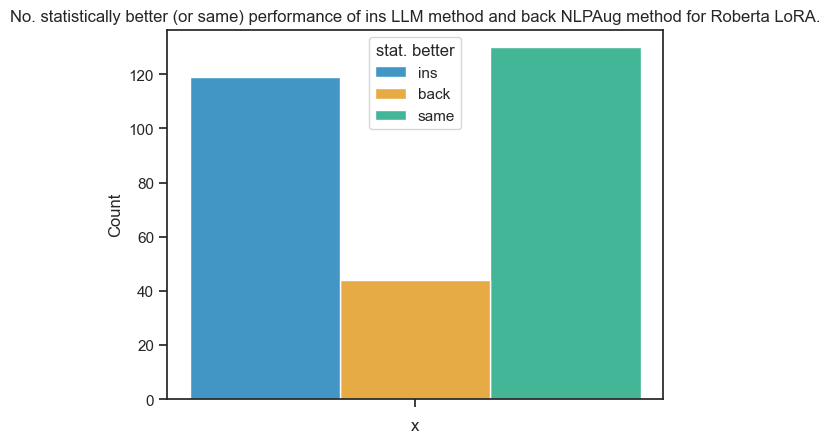 No. statistically better (or same) performance of ins LLM method and back NLPAug method for Roberta LoRA.
stat. better
ins
back
same
120
100
80
60
40
20
0
Count
x